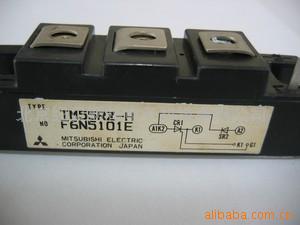 TYPE TM55RZ-H
NO F6N5101E
MITSUBISHI ELECTRIC
CORPORATION JAPAN
CR1
A1K2 K1 A2
SR2
K1 G1
alibaba.com.cn